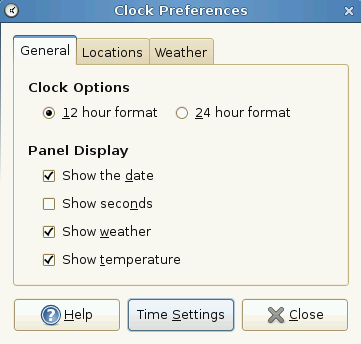 Clock Preferences
General Locations Weather
Clock Options
12 hour format 24 hour format
Panel Display
Show the date
Show seconds
Show weather
Show temperature
Help Time Settings Close